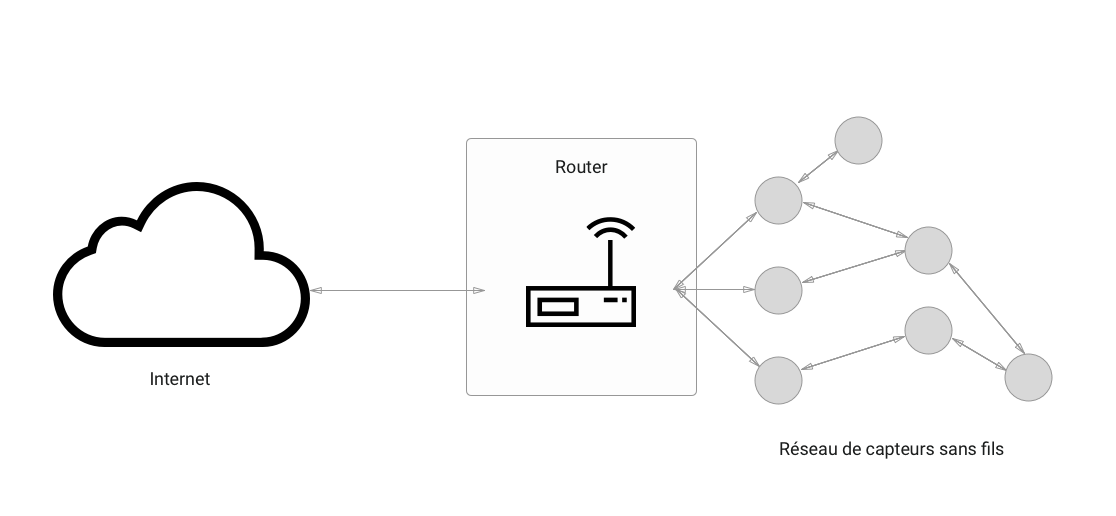 Router
Internet
Réseau de capteurs sans fils